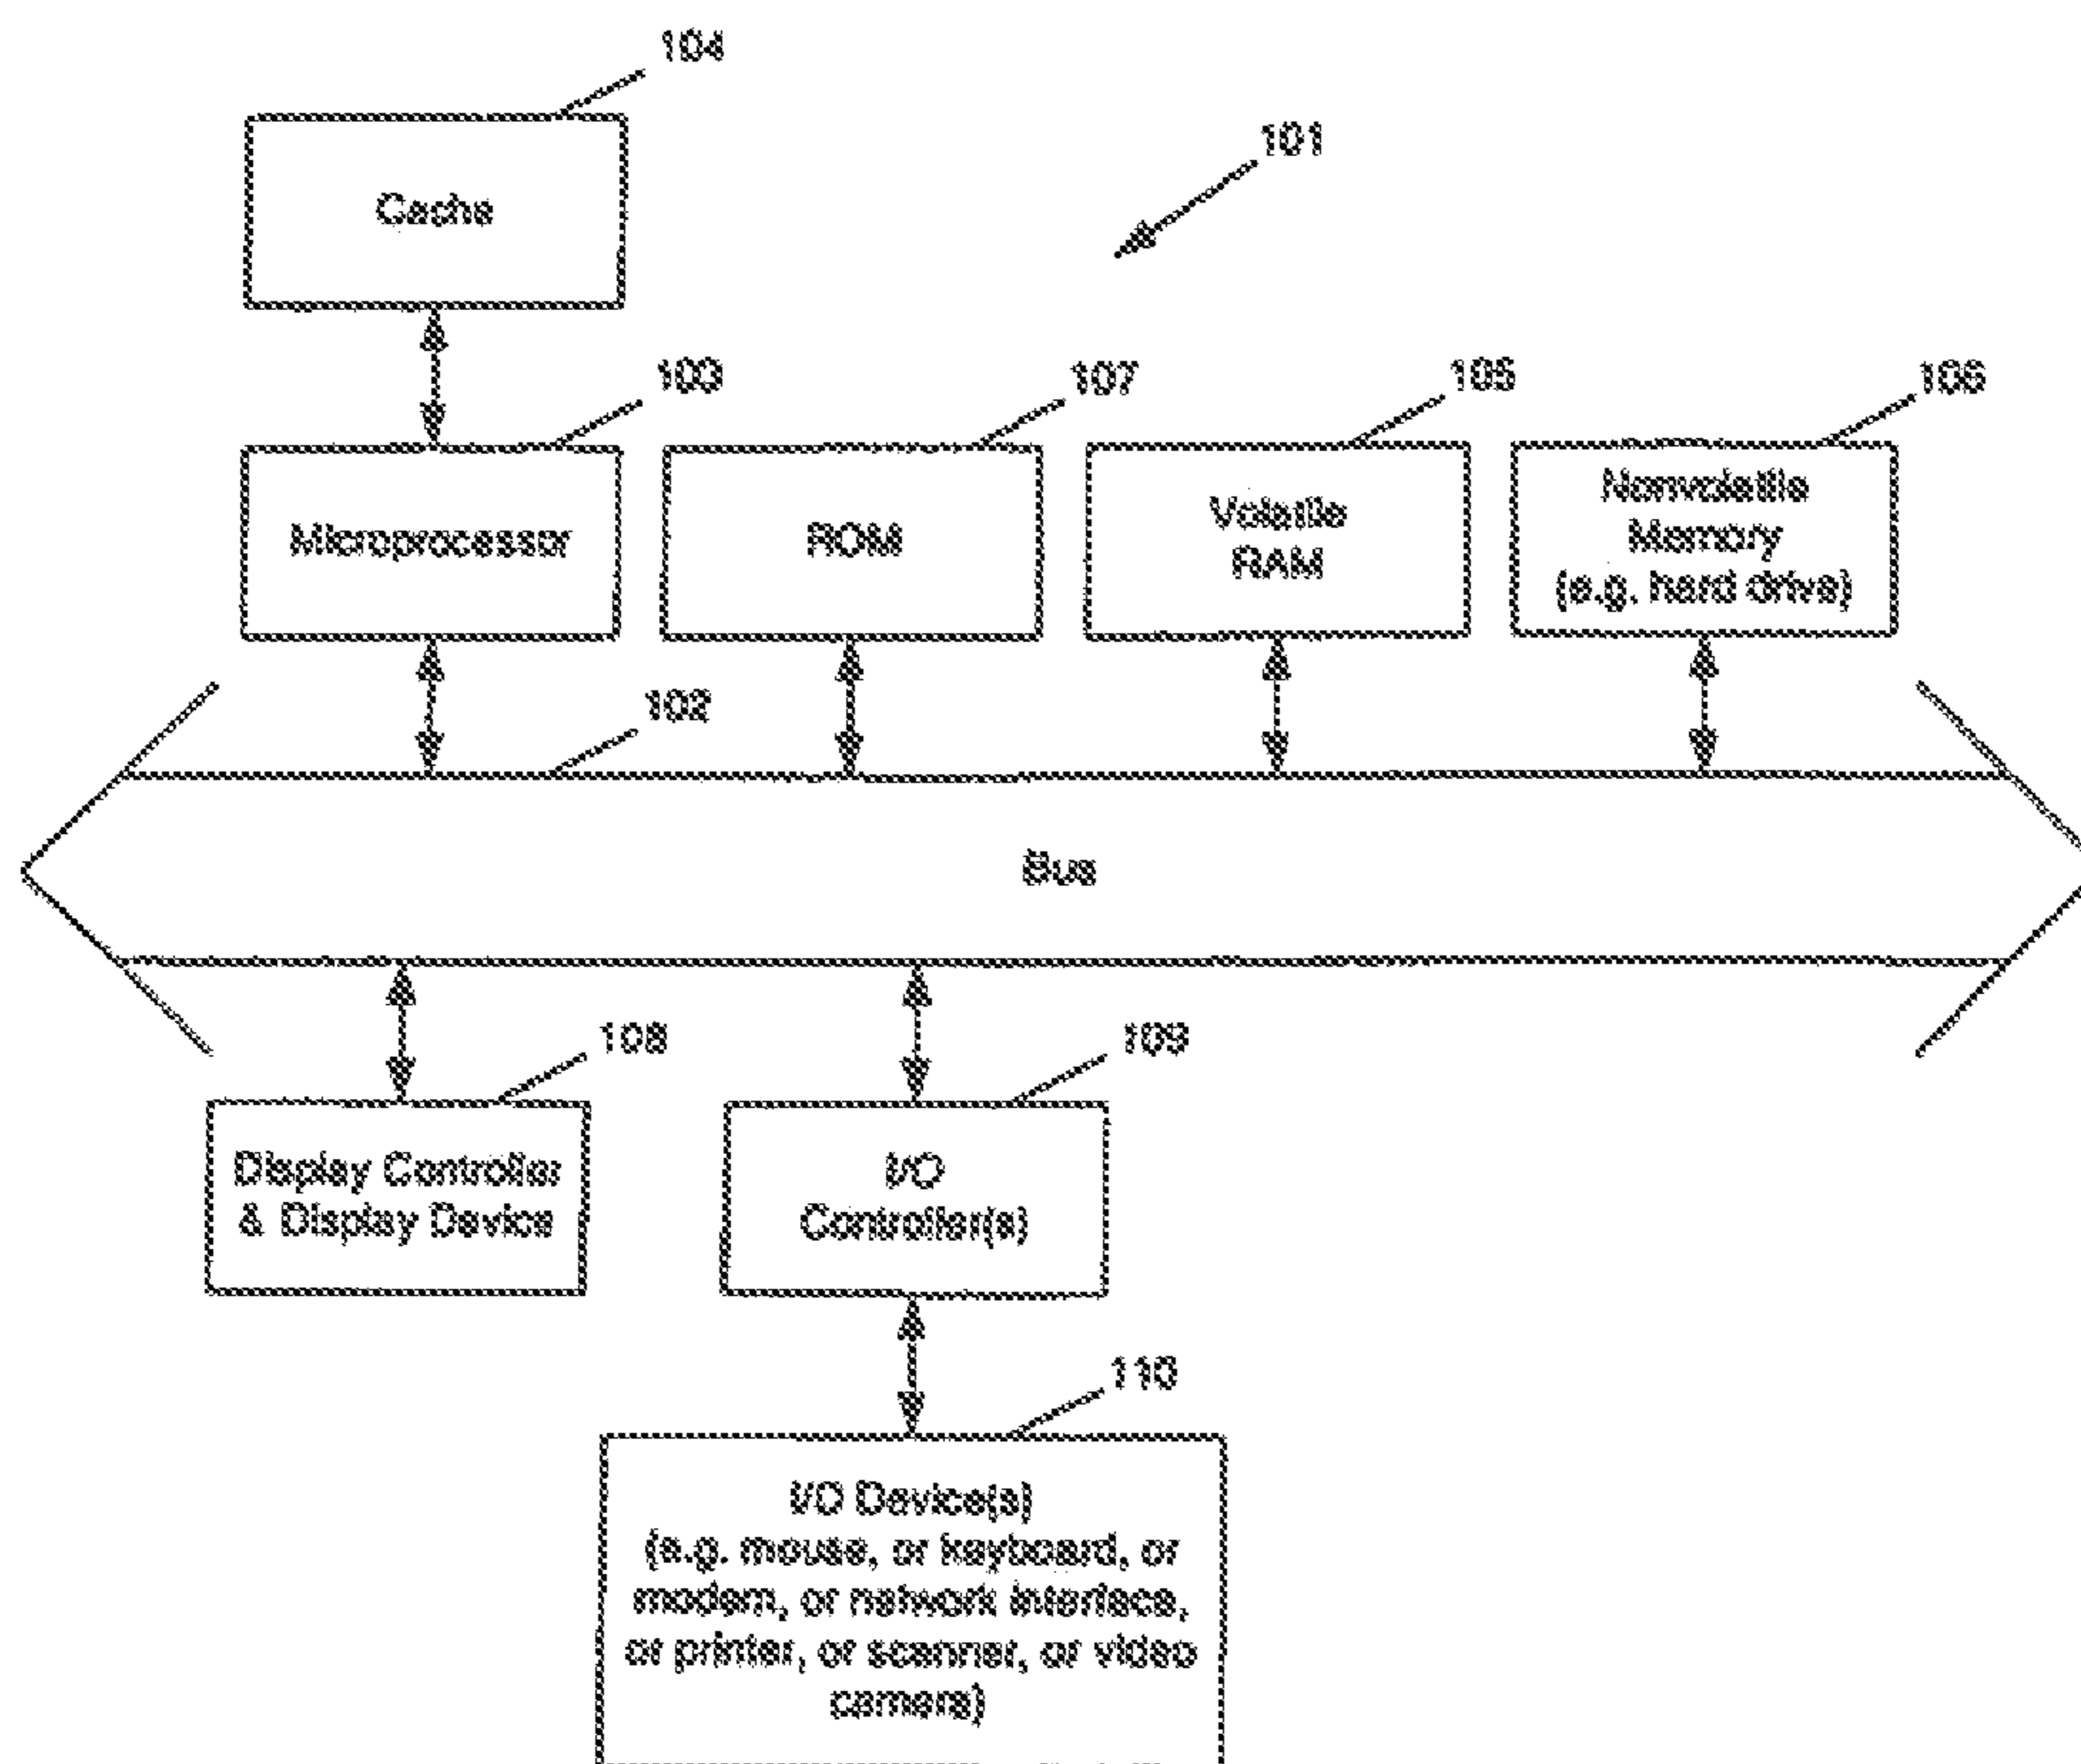 104
101
Cache
103
107
105
106
Microprocessor
ROM
Volatile
RAM
Nonvolatile
Memory
(e.g. hard drive)
102
Bus
108
109
Display Controller
& Display Device
I/O
Controller(s)
110
I/O Device(s)
(e.g. mouse, or keyboard, or
modem, or network interface,
or printer, or scanner, or video
camera)